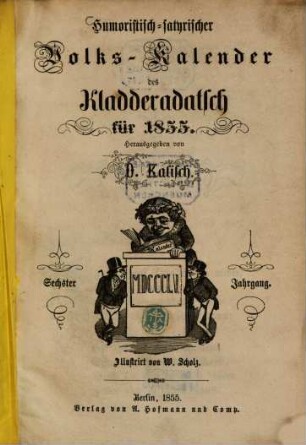 Humoristisch-satyrischer
Volks-Kalender
des
Kladderadatsch
für 1855.
Herausgegeben von
D. Kalisch.
Kalender
MDCCCLV
Sechster Jahrgang.
Illustrirt von W. Scholz.
Berlin, 1855.
Verlag von A. Hofmann und Comp.